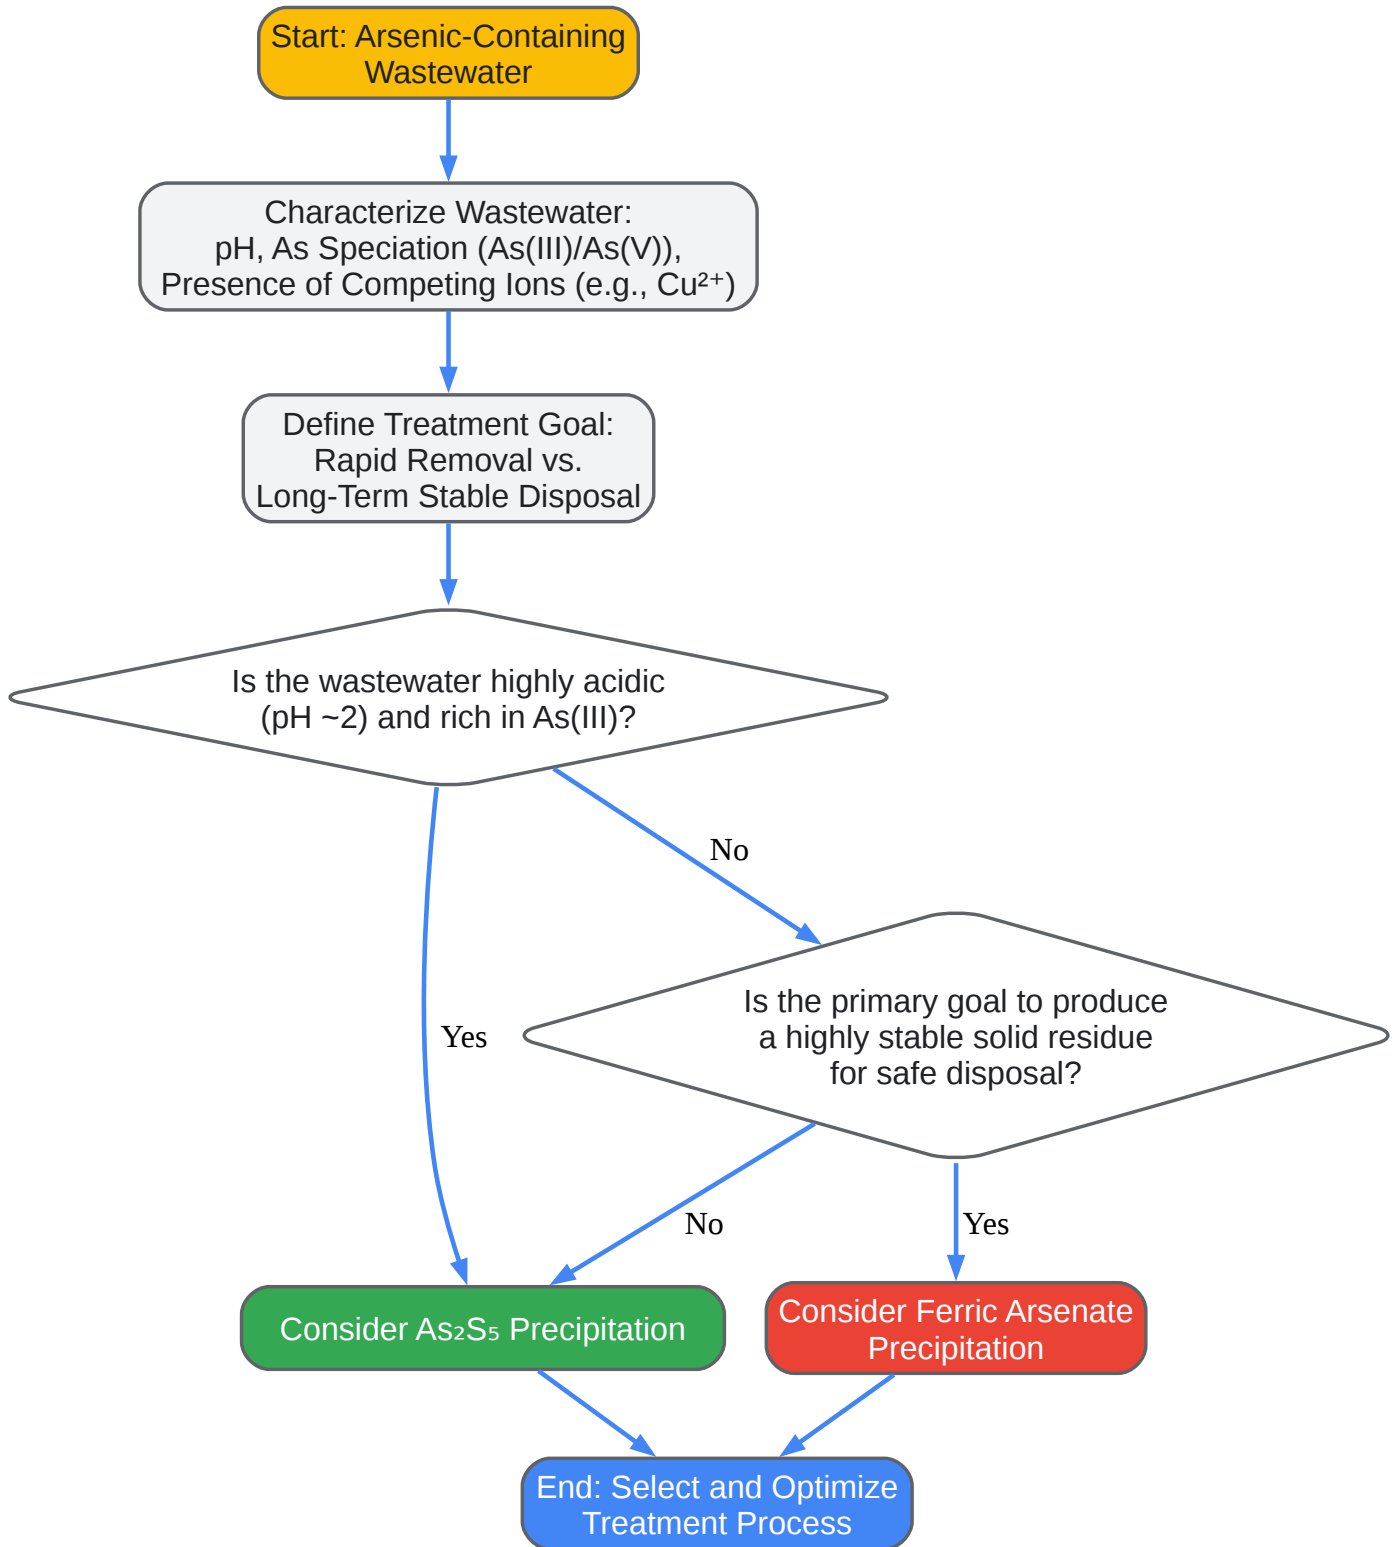 Start: Arsenic-Containing
Wastewater
Characterize Wastewater:
pH, As Speciation (As(III)/As(V)),
Presence of Competing Ions (e.g., Cu²⁺)
Define Treatment Goal:
Rapid Removal vs.
Long-Term Stable Disposal
Is the wastewater highly acidic
(pH ~2) and rich in As(III)?
No
Is the primary goal to produce
a highly stable solid residue
for safe disposal?
Yes
No
Yes
Consider As₂S₅ Precipitation
Consider Ferric Arsenate
Precipitation
End: Select and Optimize
Treatment Process